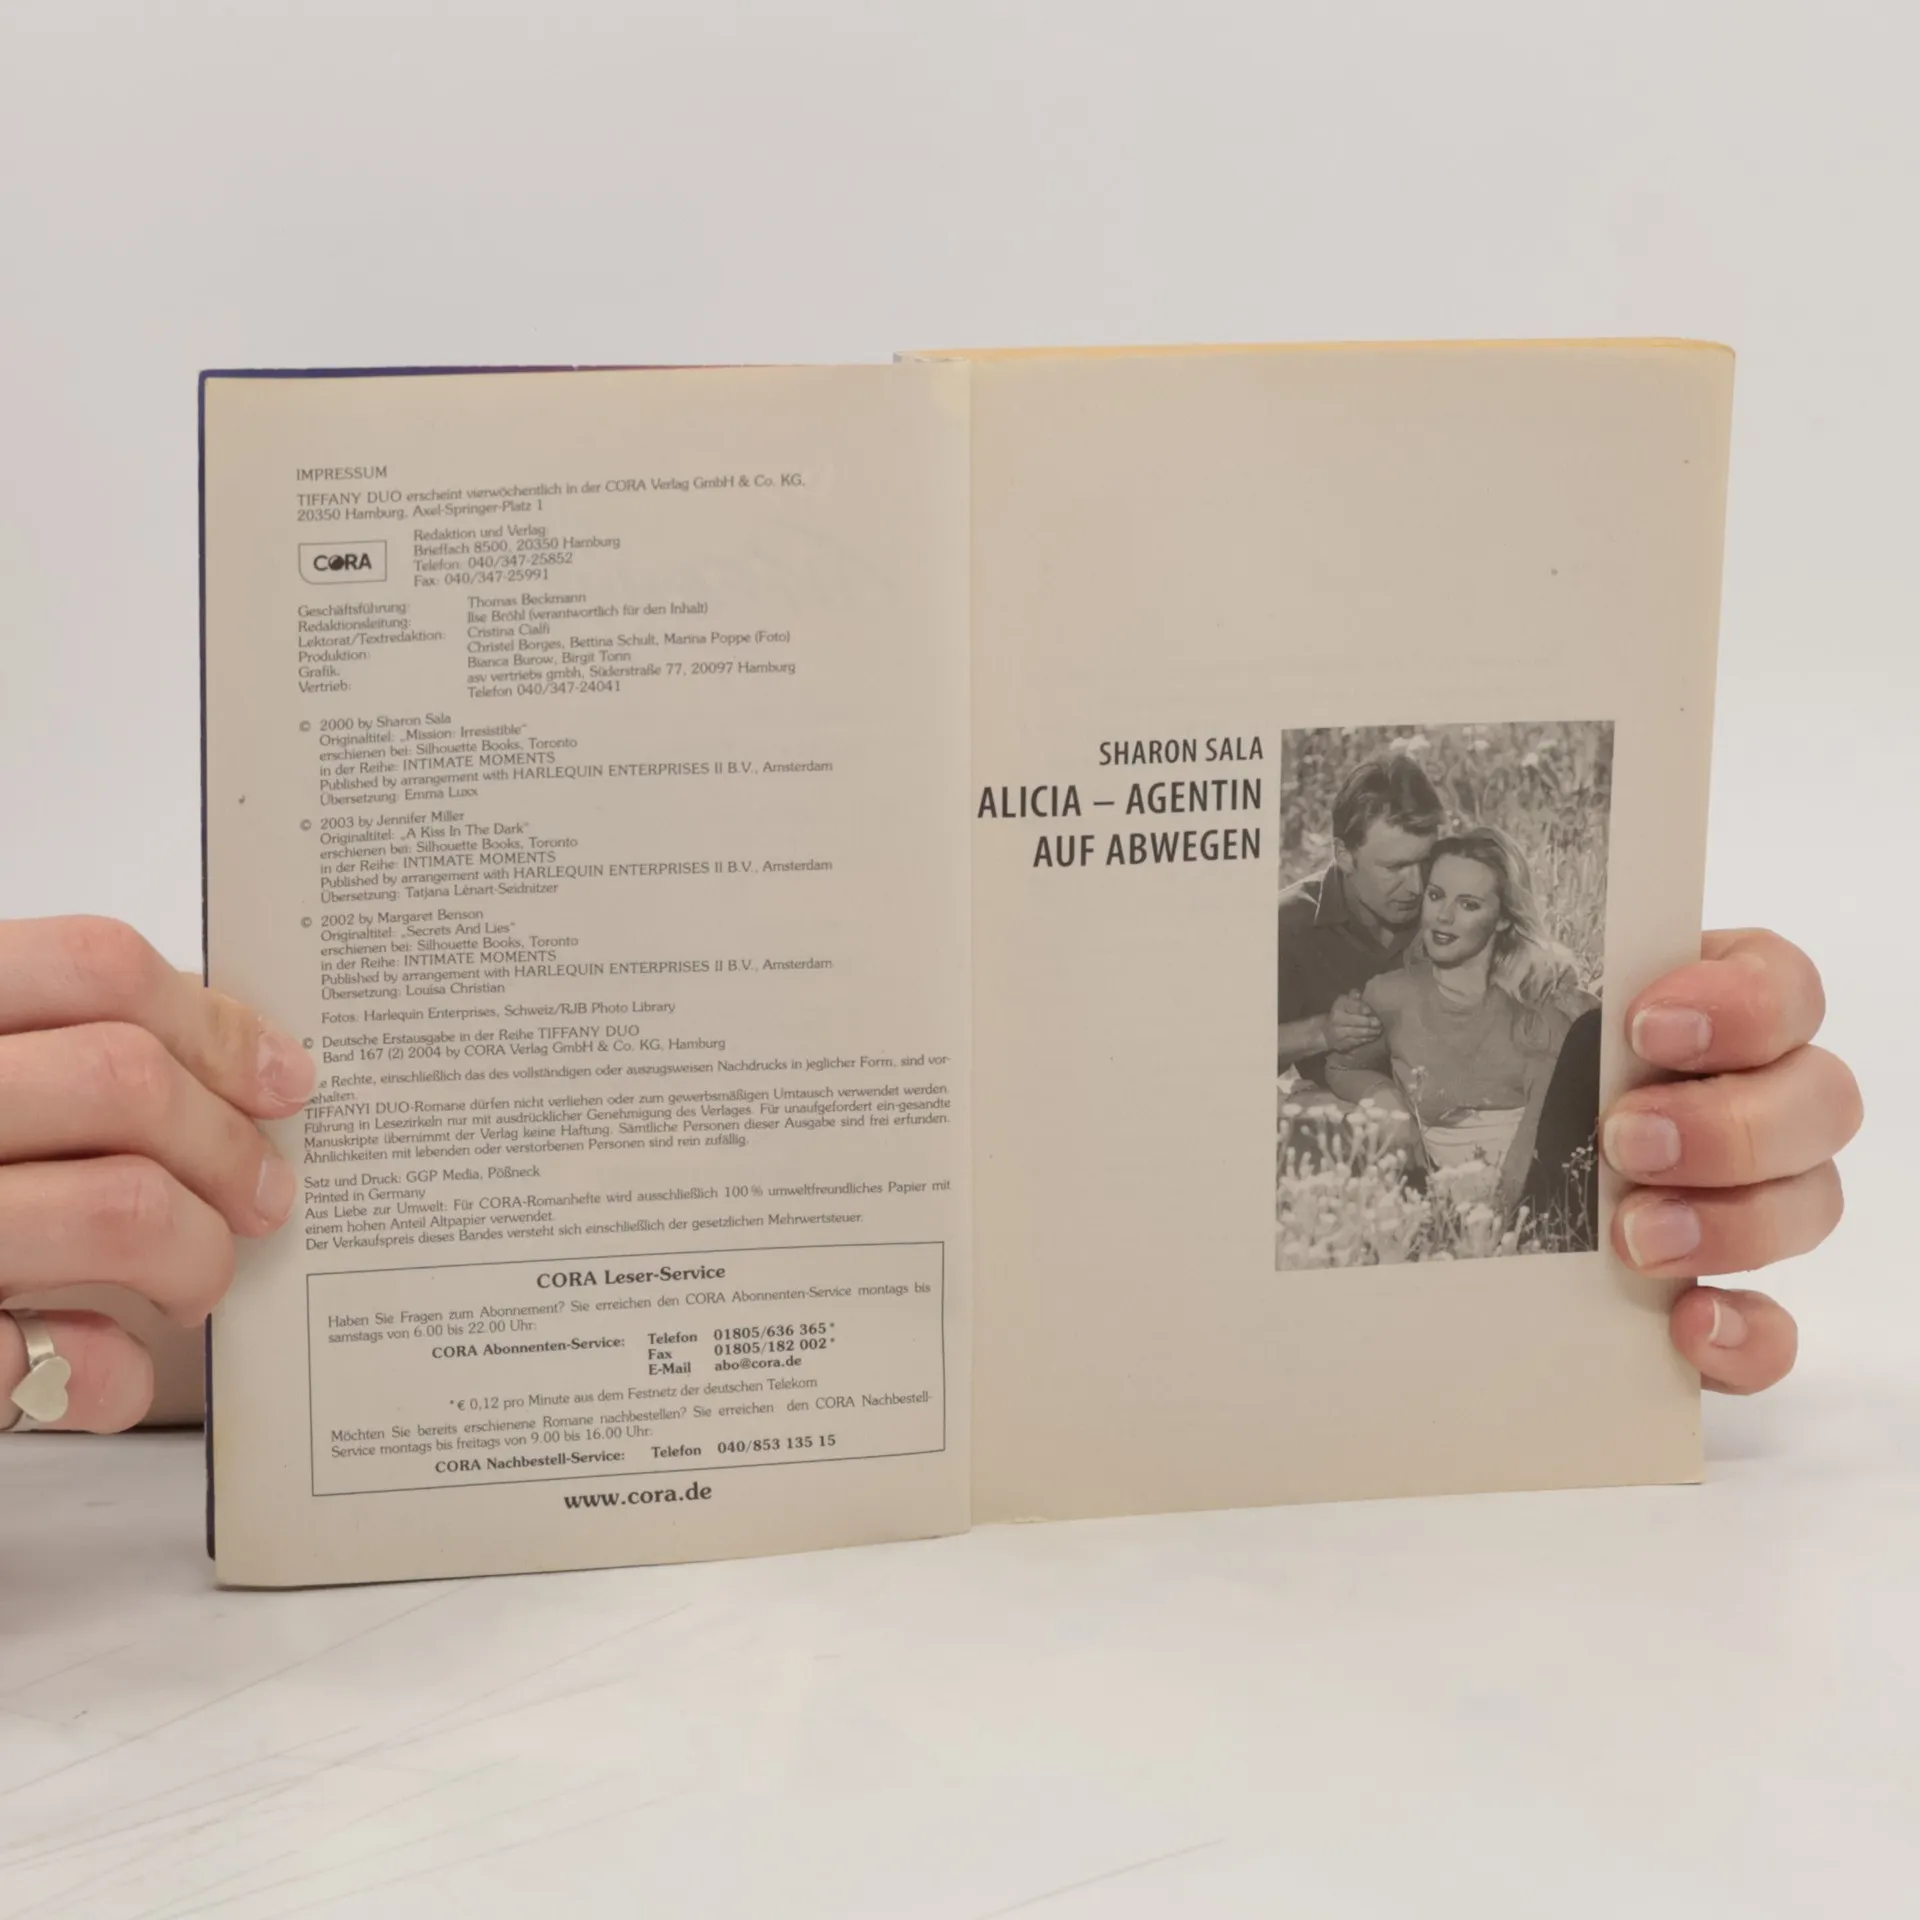 IMPRESSUM
TIFFANY DUO erscheint vierwöchentlich in der CORA Verlag GmbH & Co. KG,
20350 Hamburg, Axel-Springer-Platz 1
CORA
Redaktion und Verlag:
Brieffach 8500, 20350 Hamburg
Telefon: 040/347-25852
Fax: 040/347-25991
Geschäftsführung: Thomas Beckmann
Redaktionsleitung: Ilse Bröhl (verantwortlich für den Inhalt)
Lektorat/Textredaktion: Cristina Cialfi
Produktion: Christel Borges, Bettina Schult, Marina Poppe (Foto)
Grafik: Bianca Burow, Birgit Tonn
Vertrieb: asv vertriebs gmbh, Süderstraße 77, 20097 Hamburg
Telefon 040/347-24041
© 2000 by Sharon Sala
Originaltitel: „Mission: Irresistible"
erschienen bei: Silhouette Books, Toronto
in der Reihe: INTIMATE MOMENTS
Published by arrangement with HARLEQUIN ENTERPRISES II B.V., Amsterdam
Übersetzung: Emma Luxx
© 2003 by Jennifer Miller
Originaltitel: „A Kiss In The Dark"
erschienen bei: Silhouette Books, Toronto
in der Reihe: INTIMATE MOMENTS
Published by arrangement with HARLEQUIN ENTERPRISES II B.V., Amsterdam
Übersetzung: Tatjana Lénart-Seidnitzer
© 2002 by Margaret Benson
Originaltitel: „Secrets And Lies"
erschienen bei: Silhouette Books, Toronto
in der Reihe: INTIMATE MOMENTS
Published by arrangement with HARLEQUIN ENTERPRISES II B.V., Amsterdam
Übersetzung: Louisa Christian
Fotos: Harlequin Enterprises, Schweiz/RJB Photo Library
© Deutsche Erstausgabe in der Reihe TIFFANY DUO
Band 167 (2) 2004 by CORA Verlag GmbH & Co. KG, Hamburg
e Rechte, einschließlich das des vollständigen oder auszugsweisen Nachdrucks in jeglicher Form, sind vor-
ehalten.
TIFFANYI DUO-Romane dürfen nicht verliehen oder zum gewerbsmäßigen Umtausch verwendet werden.
Führung in Lesezirkeln nur mit ausdrücklicher Genehmigung des Verlages. Für unaufgefordert ein-gesandte
Manuskripte übernimmt der Verlag keine Haftung. Sämtliche Personen dieser Ausgabe sind frei erfunden.
Ähnlichkeiten mit lebenden oder verstorbenen Personen sind rein zufällig.
Satz und Druck: GGP Media, Pößneck
Printed in Germany
Aus Liebe zur Umwelt: Für CORA-Romanhefte wird ausschließlich 100 % umweltfreundliches Papier mit
einem hohen Anteil Altpapier verwendet.
Der Verkaufspreis dieses Bandes versteht sich einschließlich der gesetzlichen Mehrwertsteuer.
CORA Leser-Service
Haben Sie Fragen zum Abonnement? Sie erreichen den CORA Abonnenten-Service montags bis
samstags von 6.00 bis 22.00 Uhr:
CORA Abonnenten-Service: Telefon 01805/636 365*
Fax 01805/182 002*
E-Mail abo@cora.de
*€ 0,12 pro Minute aus dem Festnetz der deutschen Telekom
Möchten Sie bereits erschienene Romane nachbestellen? Sie erreichen den CORA Nachbestell-
Service montags bis freitags von 9.00 bis 16.00 Uhr:
CORA Nachbestell-Service: Telefon 040/853 135 15
www.cora.de
SHARON SALA
ALICIA – AGENTIN
AUF ABWEGEN